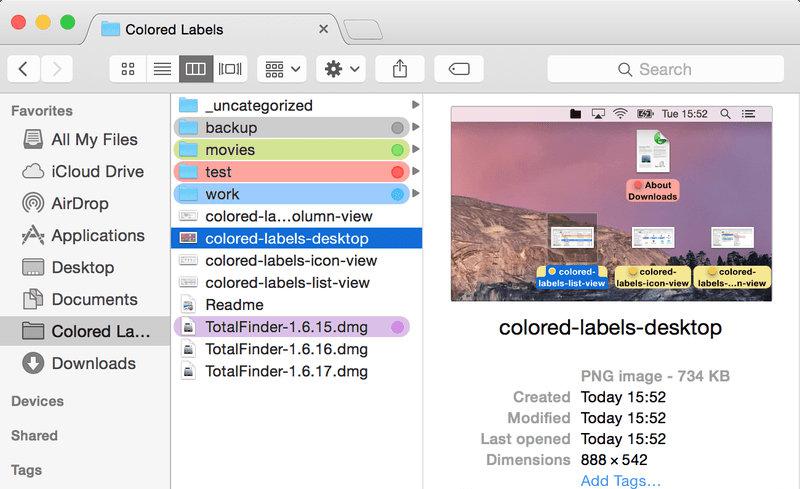 Colored Labels
Search
Favorites
All My Files
iCloud Drive
AirDrop
Applications
Desktop
Documents
Colored La...
Downloads
Devices
Shared
Tags
_uncategorized
backup
movies
test
work
colored-la...olumn-view
colored-labels-desktop
colored-labels-icon-view
colored-labels-list-view
Readme
TotalFinder-1.6.15.dmg
TotalFinder-1.6.16.dmg
TotalFinder-1.6.17.dmg
Tue 15:52
About
Downloads
colored-
labels-list-view
colored-
labels-icon-view
colored-
labels-...n-view
colored-labels-desktop
PNG image - 734 KB
Created Today 15:52
Modified Today 15:52
Last opened Today 15:52
Dimensions 888 × 542
Add Tags...